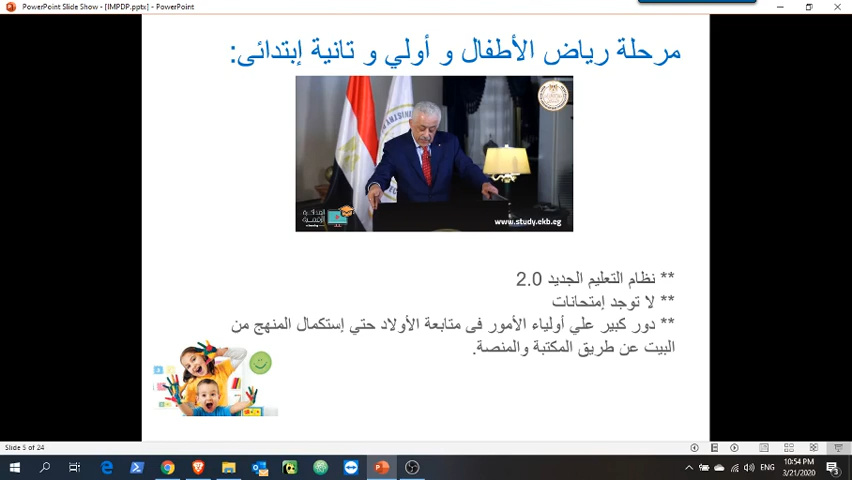 PowerPoint Slide Show - [IMPDP.pptx] - PowerPoint
مرحلة رياض الأطفال و أولي و تانية إبتدائى:
www.study.ekb.eg
** نظام التعليم الجديد 2.0
** لا توجد إمتحانات
** دور كبير علي أولياء الأمور فى متابعة الأولاد حتي إستكمال المنهج من
البيت عن طريق المكتبة والمنصة.
Slide 5 of 24
ENG
10:54 PM
3/21/2020